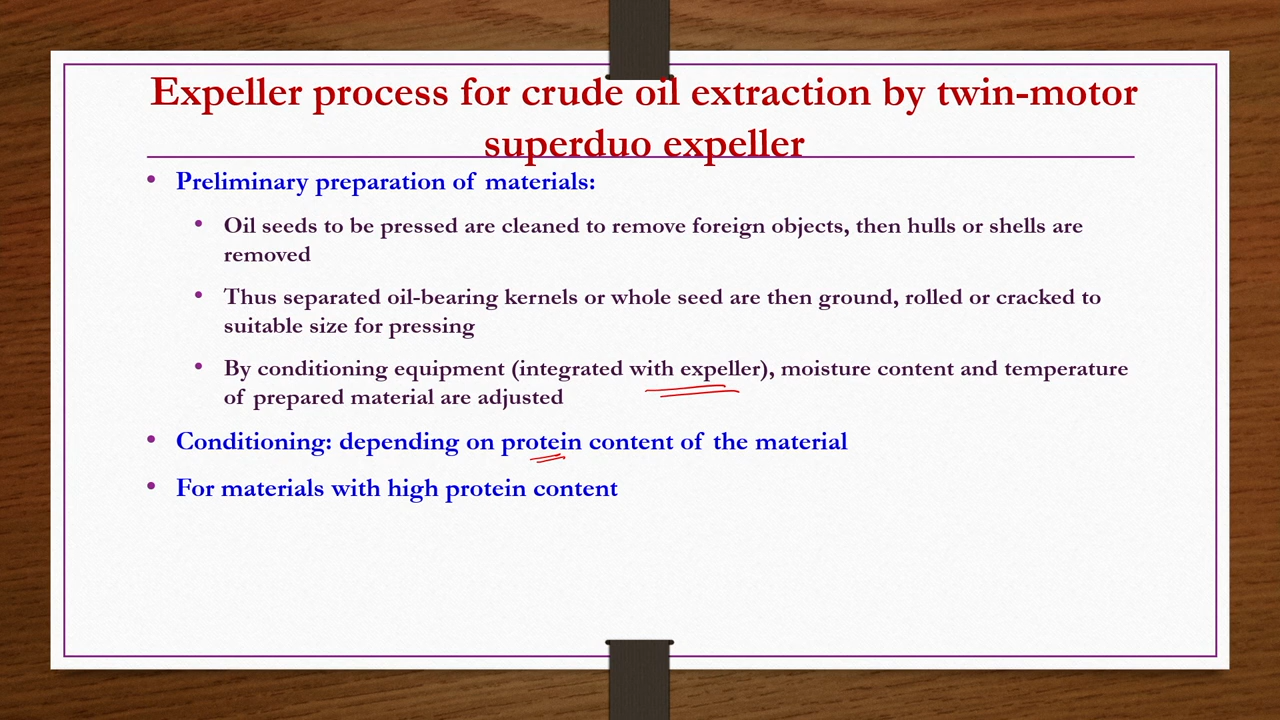 Expeller process for crude oil extraction by twin-motor
superduo expeller
• Preliminary preparation of materials:
• Oil seeds to be pressed are cleaned to remove foreign objects, then hulls or shells are
removed
• Thus separated oil-bearing kernels or whole seed are then ground, rolled or cracked to
suitable size for pressing
• By conditioning equipment (integrated with expeller), moisture content and temperature
of prepared material are adjusted
• Conditioning: depending on protein content of the material
• For materials with high protein content